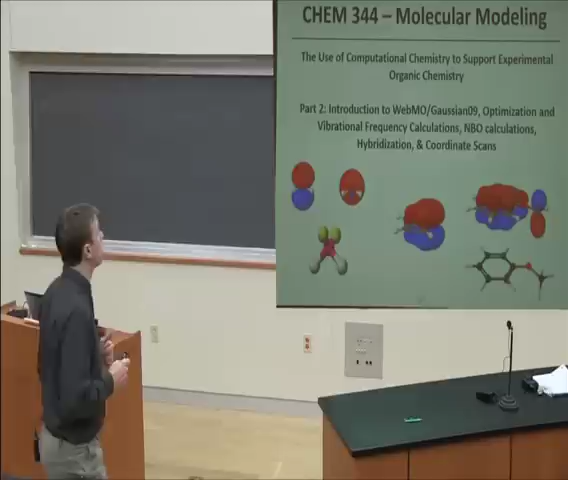 CHEM 344 – Molecular Modeling
The Use of Computational Chemistry to Support Experimental
Organic Chemistry
Part 2: Introduction to WebMO/Gaussian09, Optimization and
Vibrational Frequency Calculations, NBO calculations,
Hybridization, & Coordinate Scans